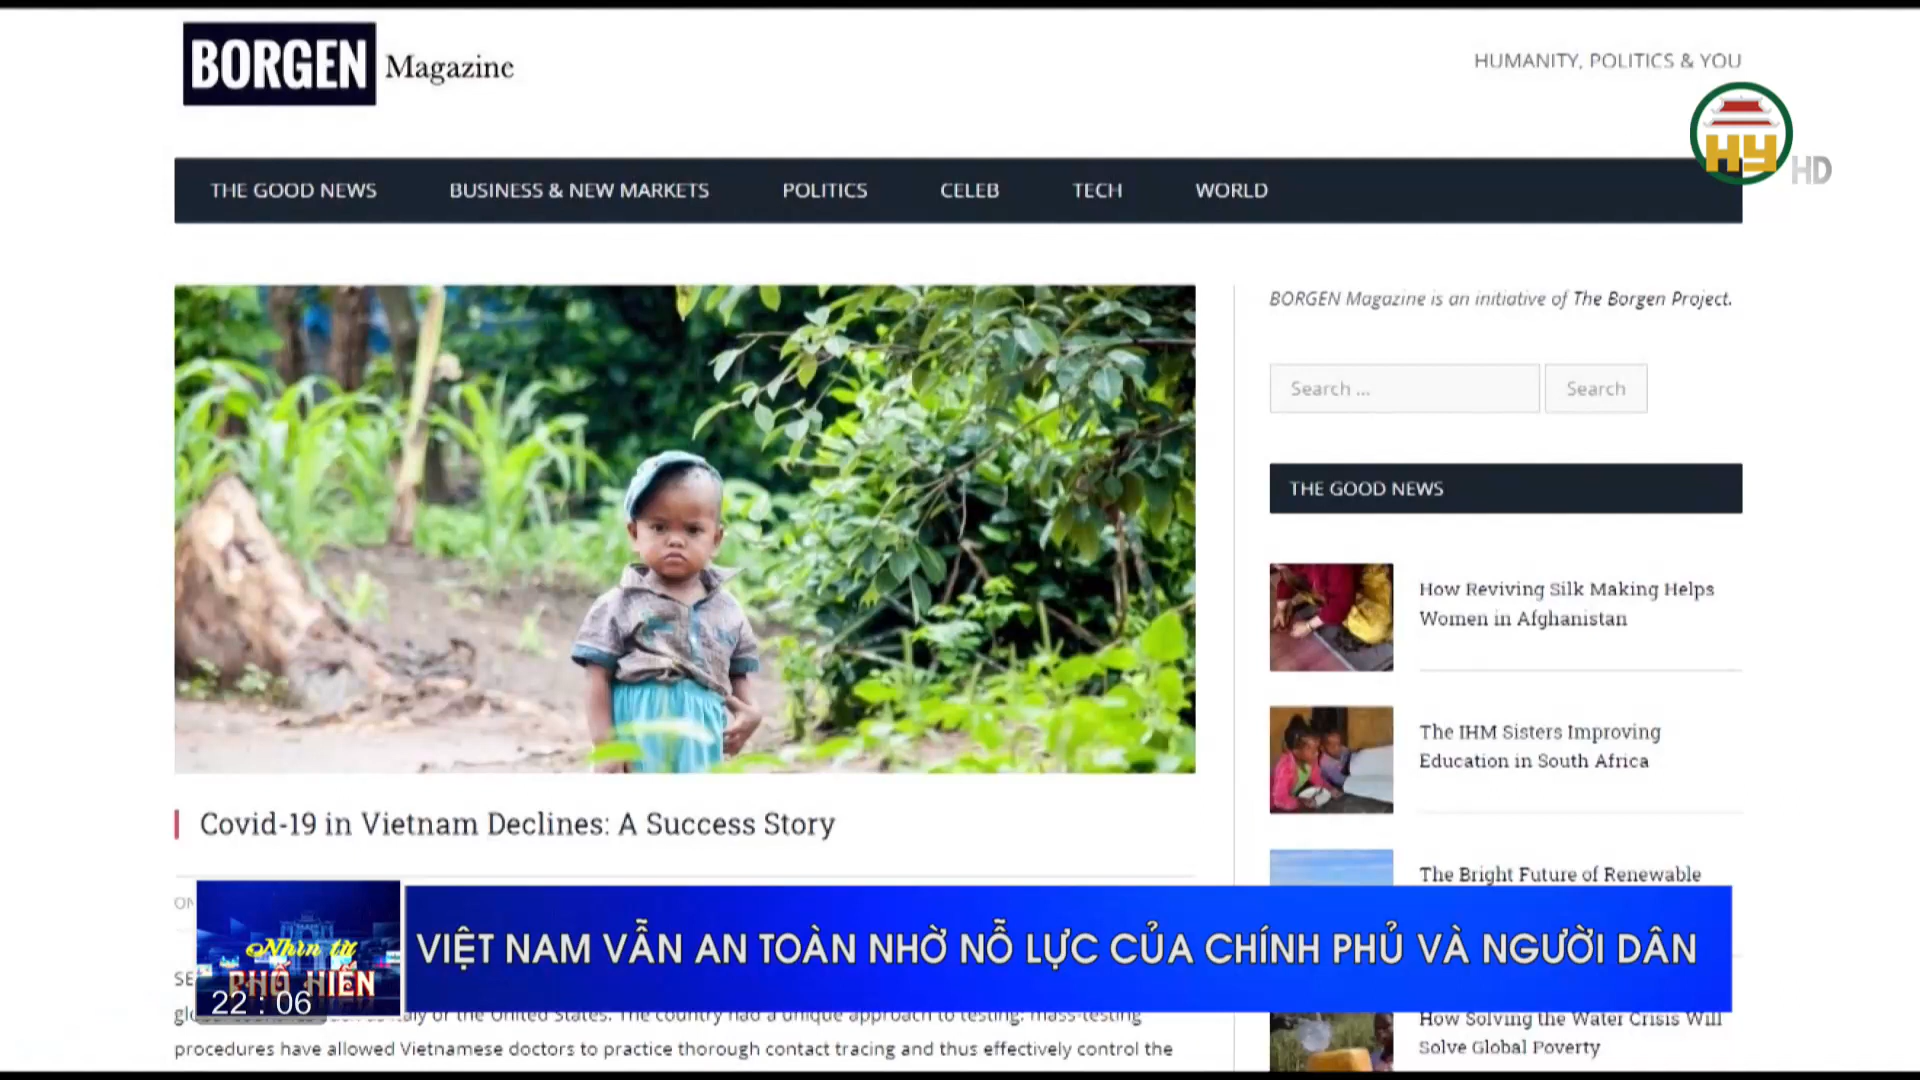 BORGEN Magazine
HUMANITY, POLITICS & YOU
HY HD
THE GOOD NEWS BUSINESS & NEW MARKETS POLITICS CELEB TECH WORLD
BORGEN Magazine is an initiative of The Borgen Project.
Search ... Search
THE GOOD NEWS
How Reviving Silk Making Helps
Women in Afghanistan
The IHM Sisters Improving
Education in South Africa
The Bright Future of Renewable
How Solving the Water Crisis Will
Solve Global Poverty
Covid-19 in Vietnam Declines: A Success Story
Nhìn từ
PHỐ HIẾN
22 : 06
VIỆT NAM VẪN AN TOÀN NHỜ NỖ LỰC CỦA CHÍNH PHỦ VÀ NGƯỜI DÂN
or the United States. The country had a unique approach to testing: mass-testing
procedures have allowed Vietnamese doctors to practice thorough contact tracing and thus effectively control the